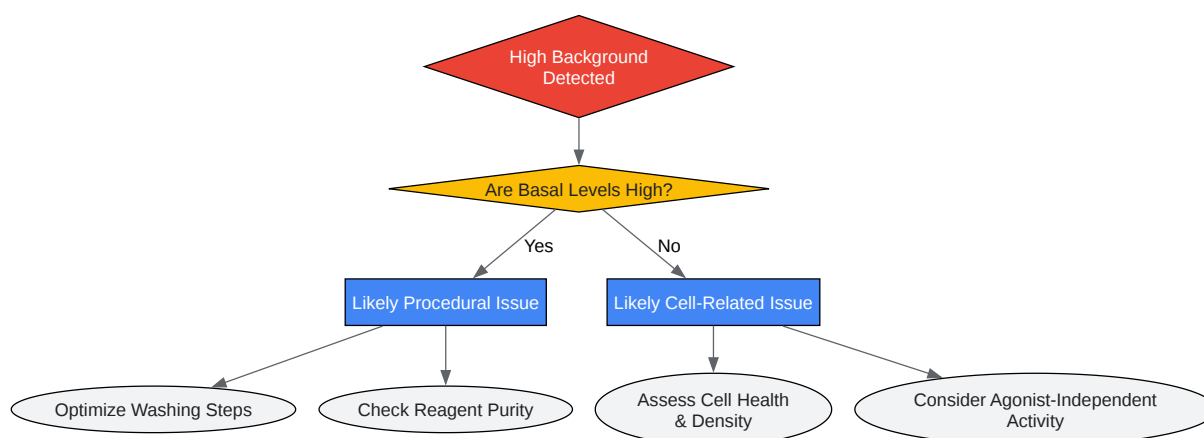 High Background
Detected
Are Basal Levels High?
Yes
No
Likely Procedural Issue
Likely Cell-Related Issue
Optimize Washing Steps
Check Reagent Purity
Assess Cell Health
& Density
Consider Agonist-Independent
Activity